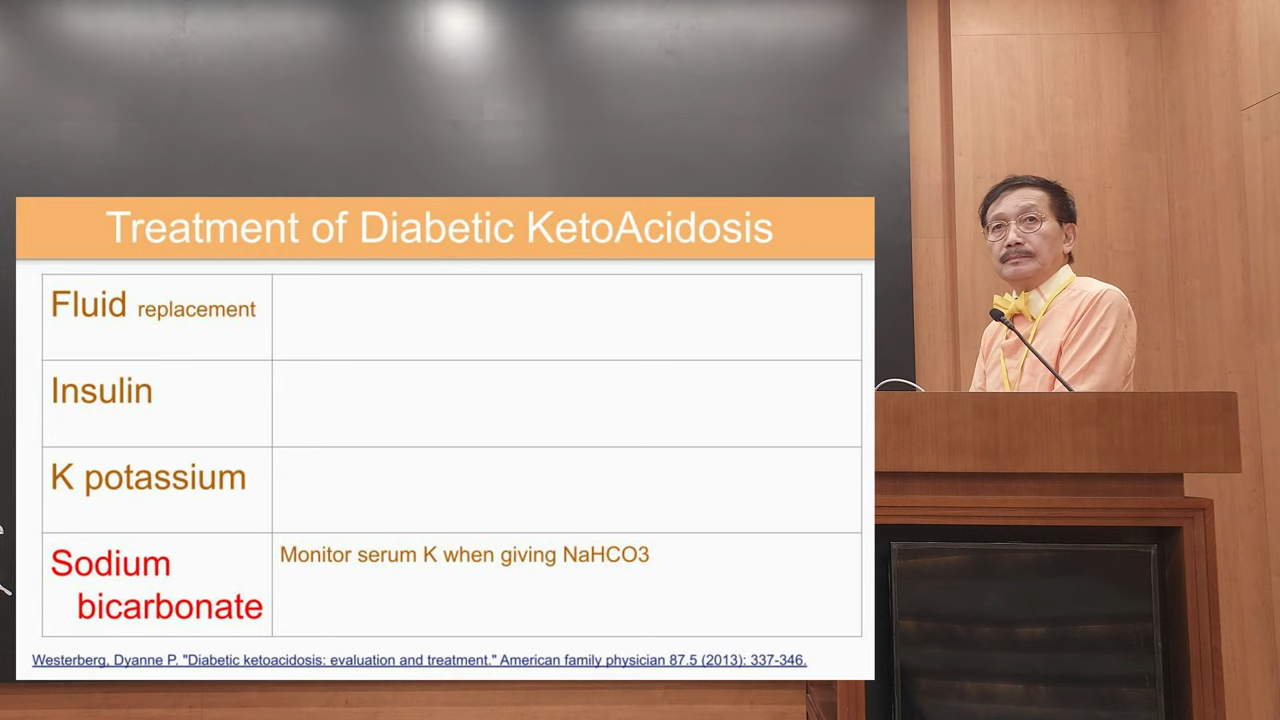 Treatment of Diabetic KetoAcidosis
Fluid replacement
Insulin
K potassium
Sodium
bicarbonate
Monitor serum K when giving NaHCO3
Westerberg, Dyanne P. "Diabetic ketoacidosis: evaluation and treatment." American family physician 87.5 (2013): 337-346.